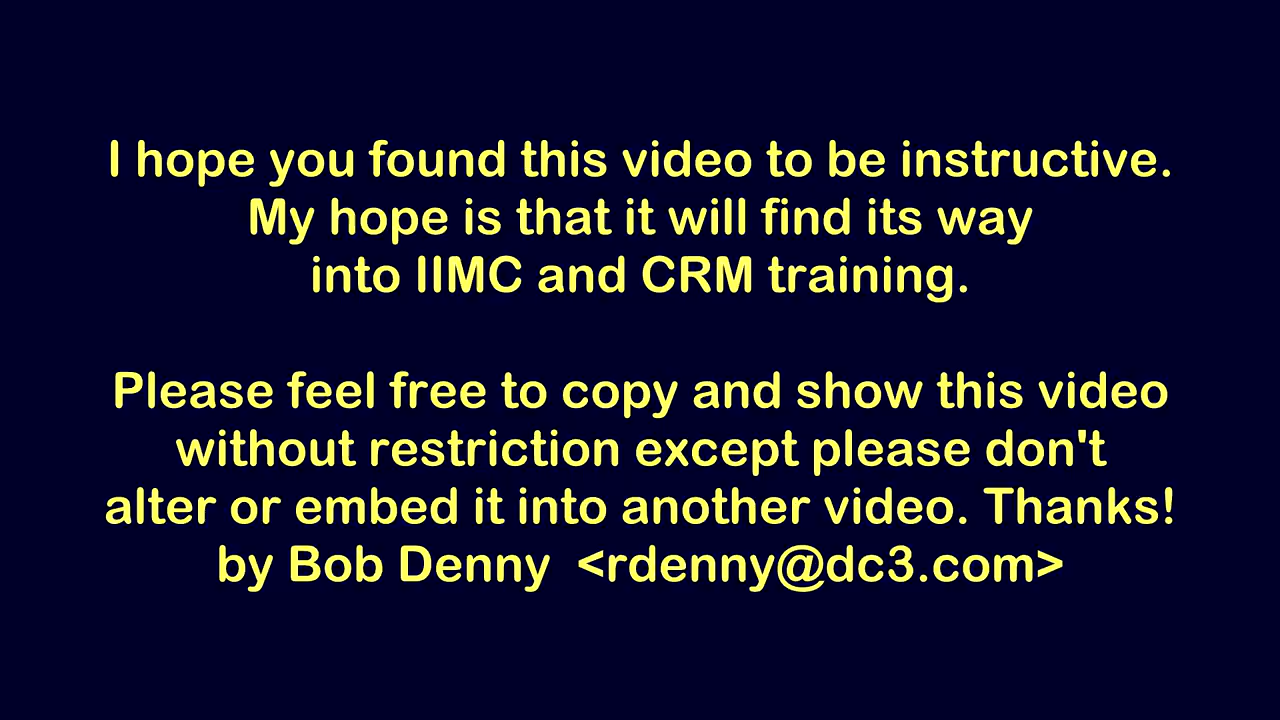 I hope you found this video to be instructive.
My hope is that it will find its way
into IIMC and CRM training.
Please feel free to copy and show this video
without restriction except please don't
alter or embed it into another video. Thanks!
by Bob Denny  <rdenny@dc3.com>